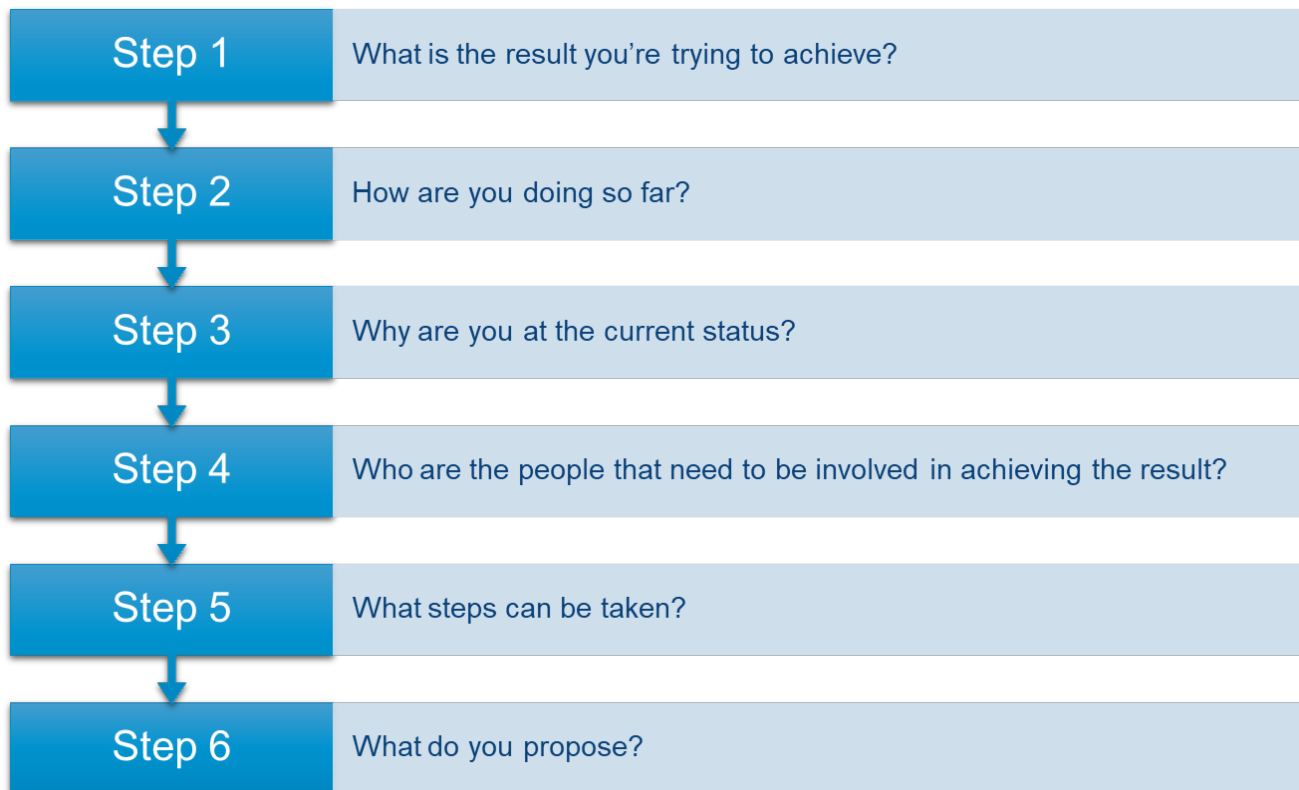 Step 1
What is the result you’re trying to achieve?
Step 2
How are you doing so far?
Step 3
Why are you at the current status?
Step 4
Who are the people that need to be involved in achieving the result?
Step 5
What steps can be taken?
Step 6
What do you propose?